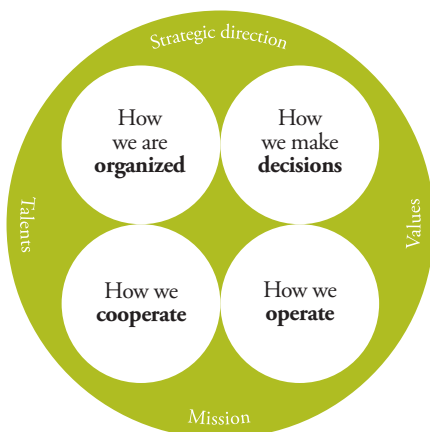 Strategic direction
How
we are
organized
How
we make
decisions
Talents
Values
How we
cooperate
How we
operate
Mission